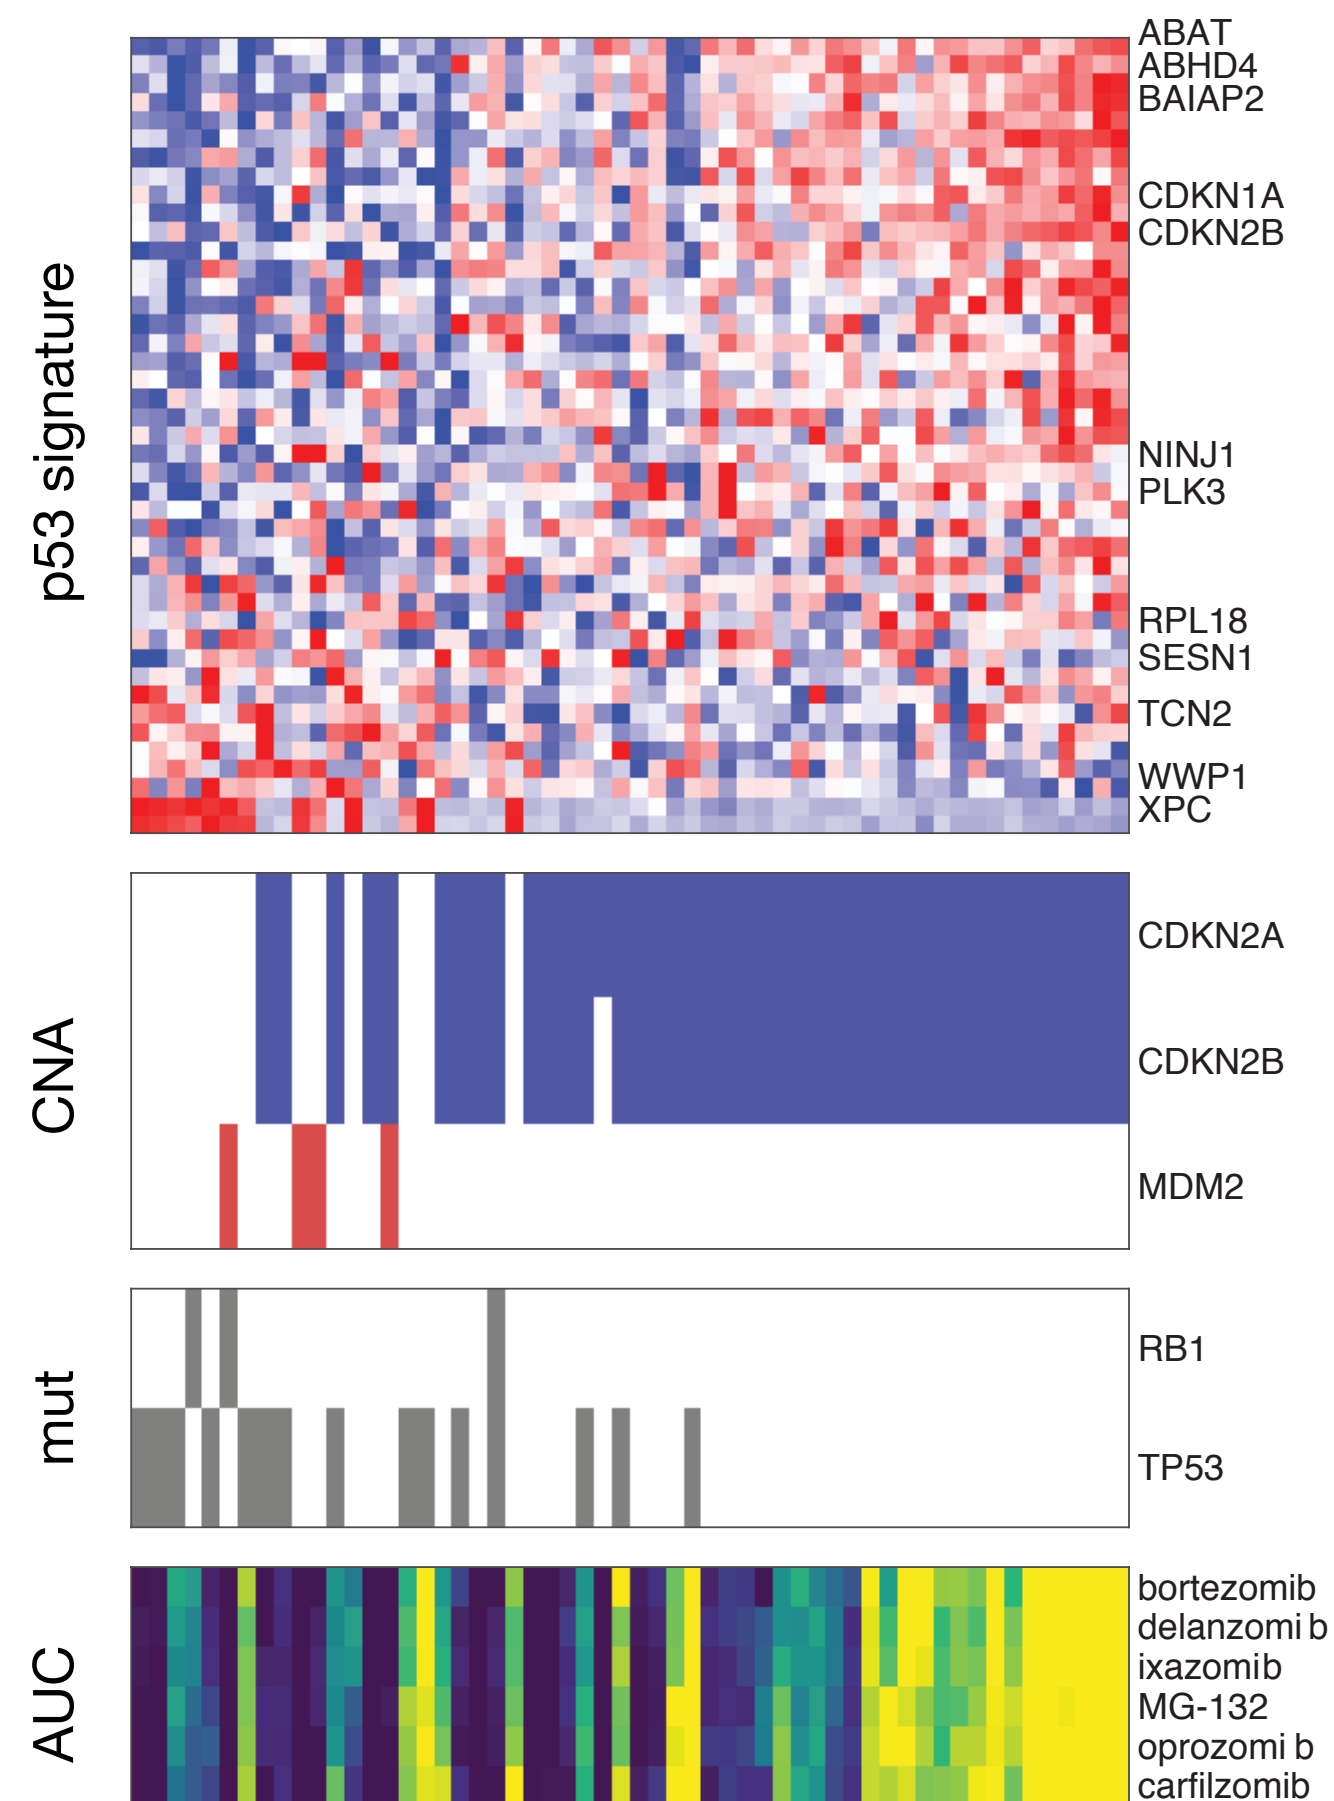 p53 signature
ABAT
ABHD4
BAIAP2
CDKN1A
CDKN2B
NINJ1
PLK3
RPL18
SESN1
TCN2
WWP1
XPC
CNA
CDKN2A
CDKN2B
MDM2
mut
RB1
TP53
AUC
bortezomib
delanzomi b
ixazomib
MG-132
oprozomi b
carfilzomib